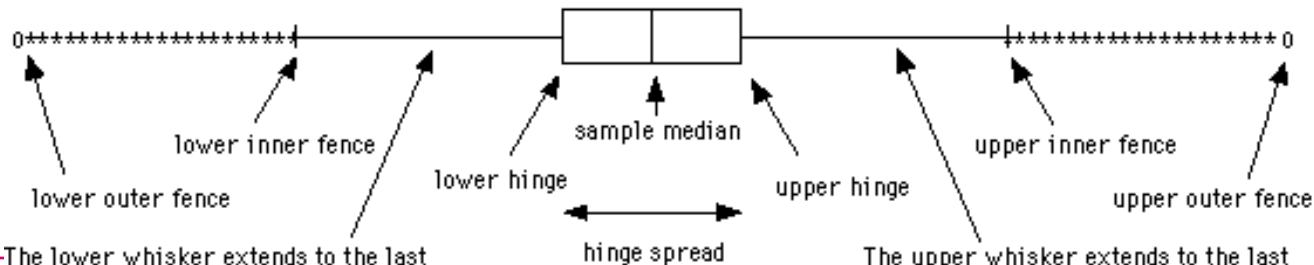 0******************** ******************** 0
sample median
lower inner fence
upper inner fence
lower hinge
upper hinge
lower outer fence
upper outer fence
hinge spread
The lower whisker extends to the last
The upper whisker extends to the last